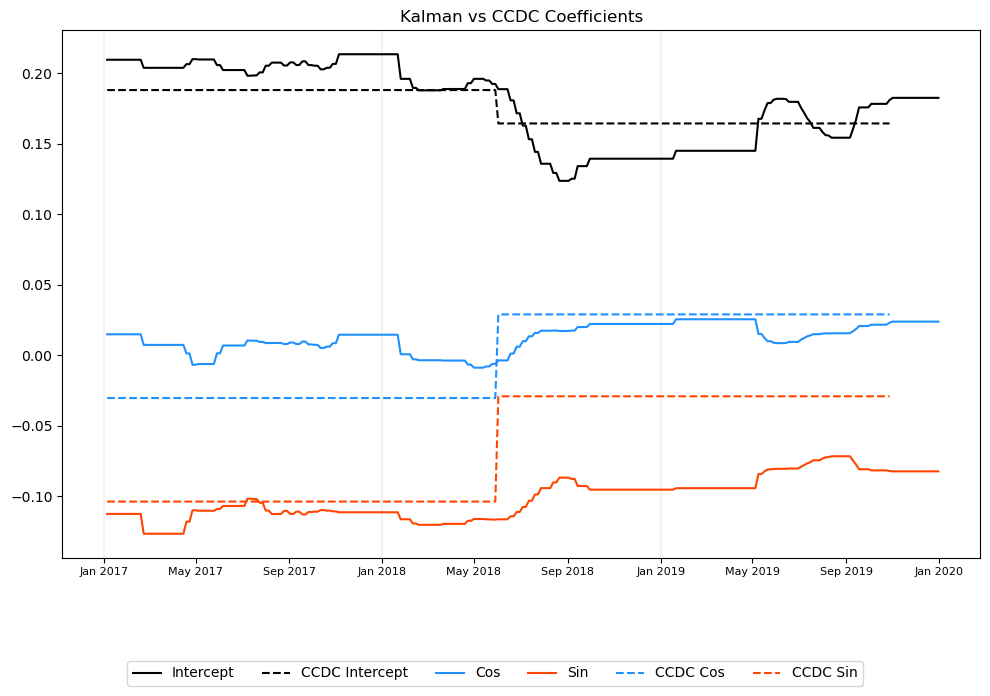 Kalman vs CCDC Coefficients
0.20
0.15
0.10
0.05
0.00
−0.05
−0.10
Jan 2017 May 2017 Sep 2017 Jan 2018 May 2018 Sep 2018 Jan 2019 May 2019 Sep 2019 Jan 2020
Intercept CCDC Intercept Cos Sin CCDC Cos CCDC Sin